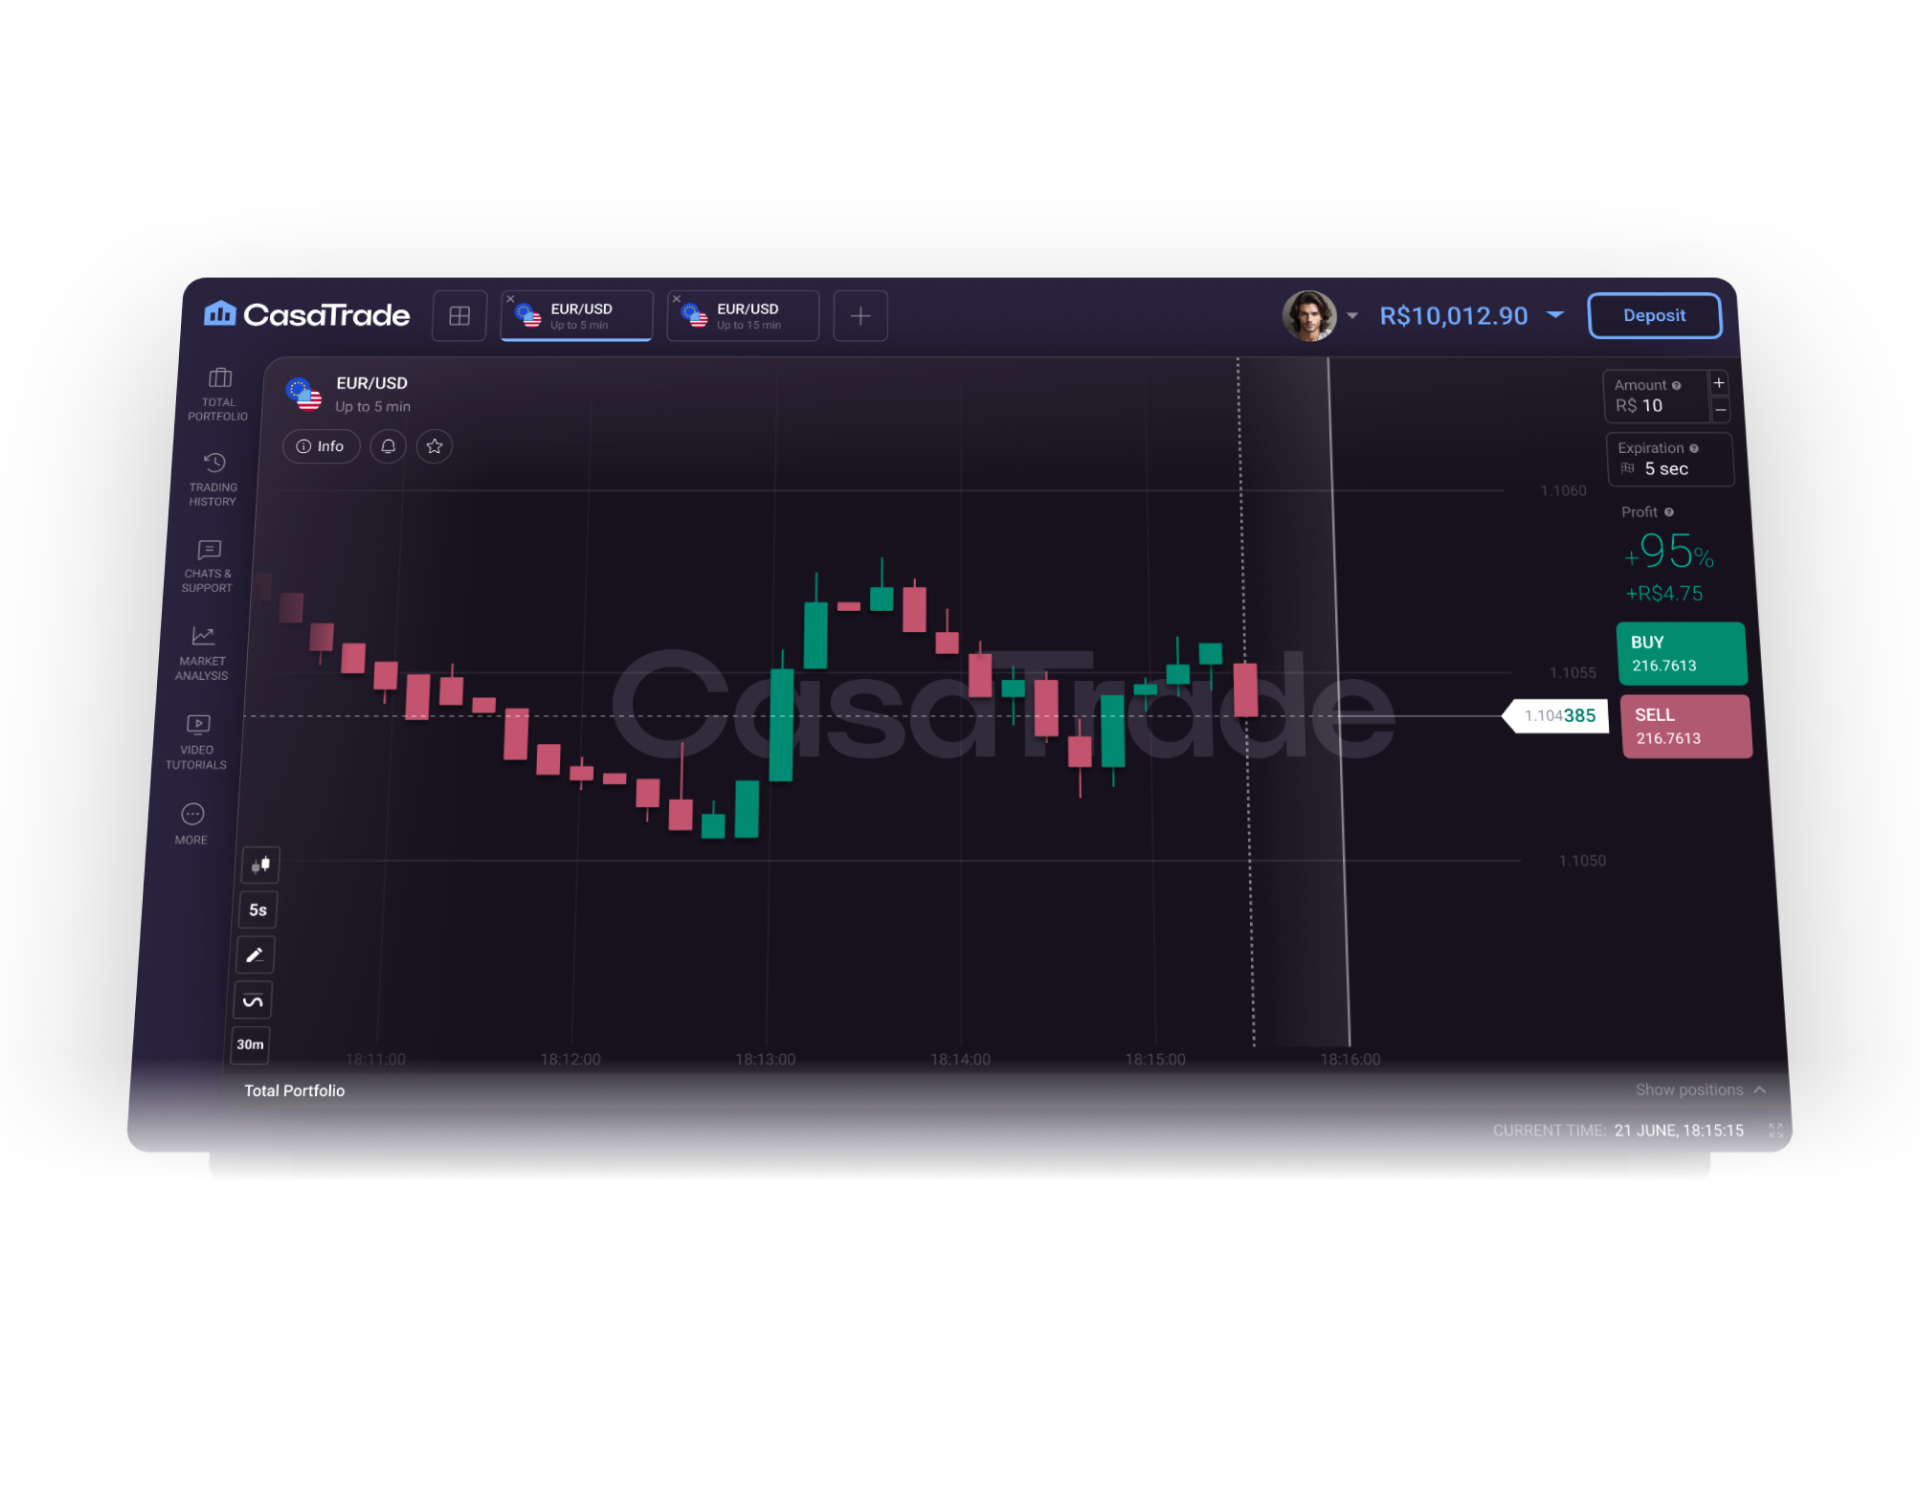 CasaTrade
EUR/USD
Up to 5 min
EUR/USD
Up to 15 min
R$10,012.90
Deposit
TOTAL
PORTFOLIO
TRADING
HISTORY
CHATS &
SUPPORT
MARKET
ANALYSIS
VIDEO
TUTORIALS
MORE
EUR/USD
Up to 5 min
Info
5s
30m
CasaTrade
1.1060
1.1055
1.104385
1.1050
18:11:00
18:12:00
18:13:00
18:14:00
18:15:00
18:16:00
Amount
R$ 10
+
−
Expiration
5 sec
Profit
+95%
+R$4.75
BUY
216.7613
SELL
216.7613
Total Portfolio
Show positions
CURRENT TIME: 21 JUNE, 18:15:15